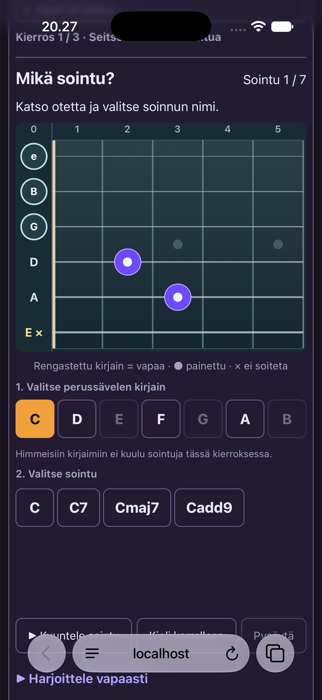 20.27
Kierros 1 / 3 · Seitse
Mikä sointu?
Sointu 1 / 7
Katso otetta ja valitse soinnun nimi.
0 1 2 3 4 5
e
B
G
D
A
E ×
Rengastettu kirjain = vapaa · ● painettu · × ei soiteta
1. Valitse perussävelen kirjain
C D E F G A B
Himmeisiin kirjaimiin ei kuulu sointuja tässä kierroksessa.
2. Valitse sointu
C C7 Cmaj7 Cadd9
localhost
▶ Harjoittele vapaasti